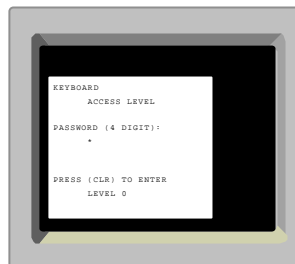 KEYBOARD
ACCESS LEVEL
PASSWORD (4 DIGIT):
*
PRESS (CLR) TO ENTER
LEVEL 0